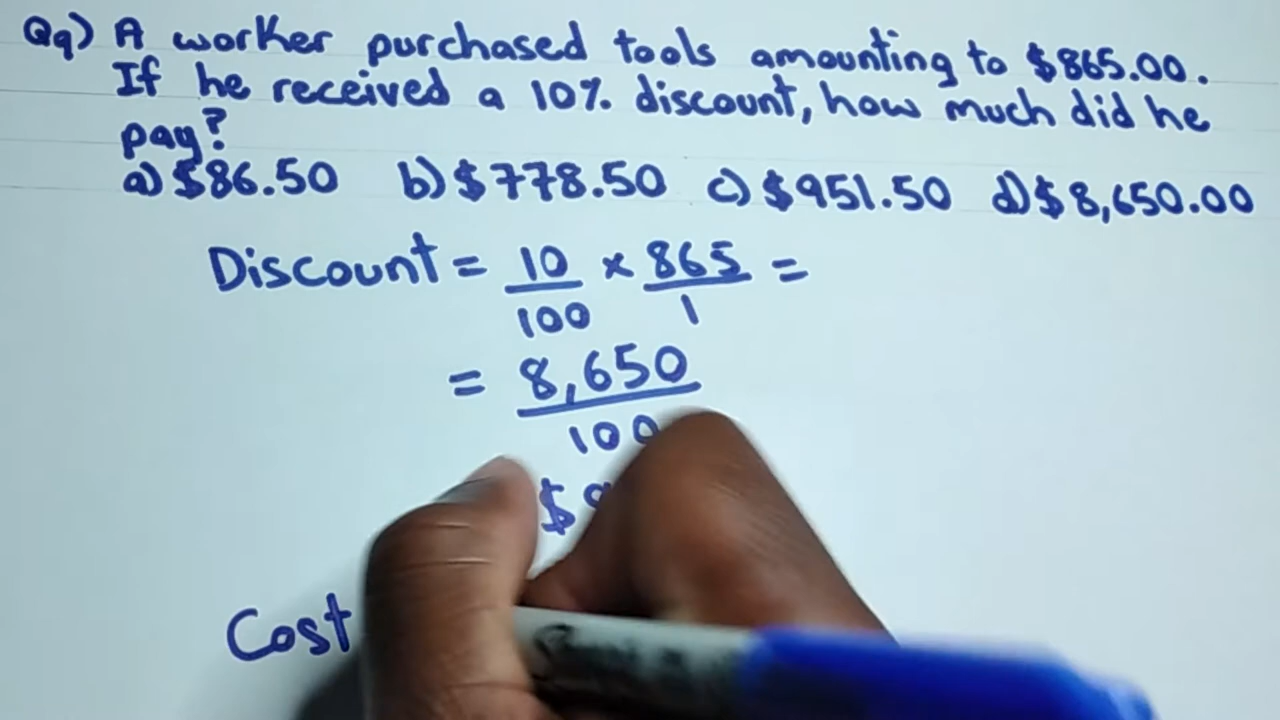 Q9) A worker purchased tools amounting to $865.00.
If he received a 10% discount, how much did he
pay?
a) $86.50 b) $778.50 c) $951.50 d) $8,650.00
Discount = 10/100 × 865/1 =
= 8,650/100
$
Cost